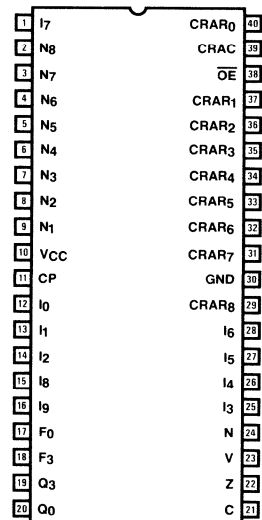 1 I7 CRAR0 40
2 N8 CRAC 39
3 N7 OE 38
4 N6 CRAR1 37
5 N5 CRAR2 36
6 N4 CRAR3 35
7 N3 CRAR4 34
8 N2 CRAR5 33
9 N1 CRAR6 32
10 VCC CRAR7 31
11 CP GND 30
12 I0 CRAR8 29
13 I1 I6 28
14 I2 I5 27
15 I8 I4 26
16 I9 I3 25
17 F0 N 24
18 F3 V 23
19 Q3 Z 22
20 Q0 C 21